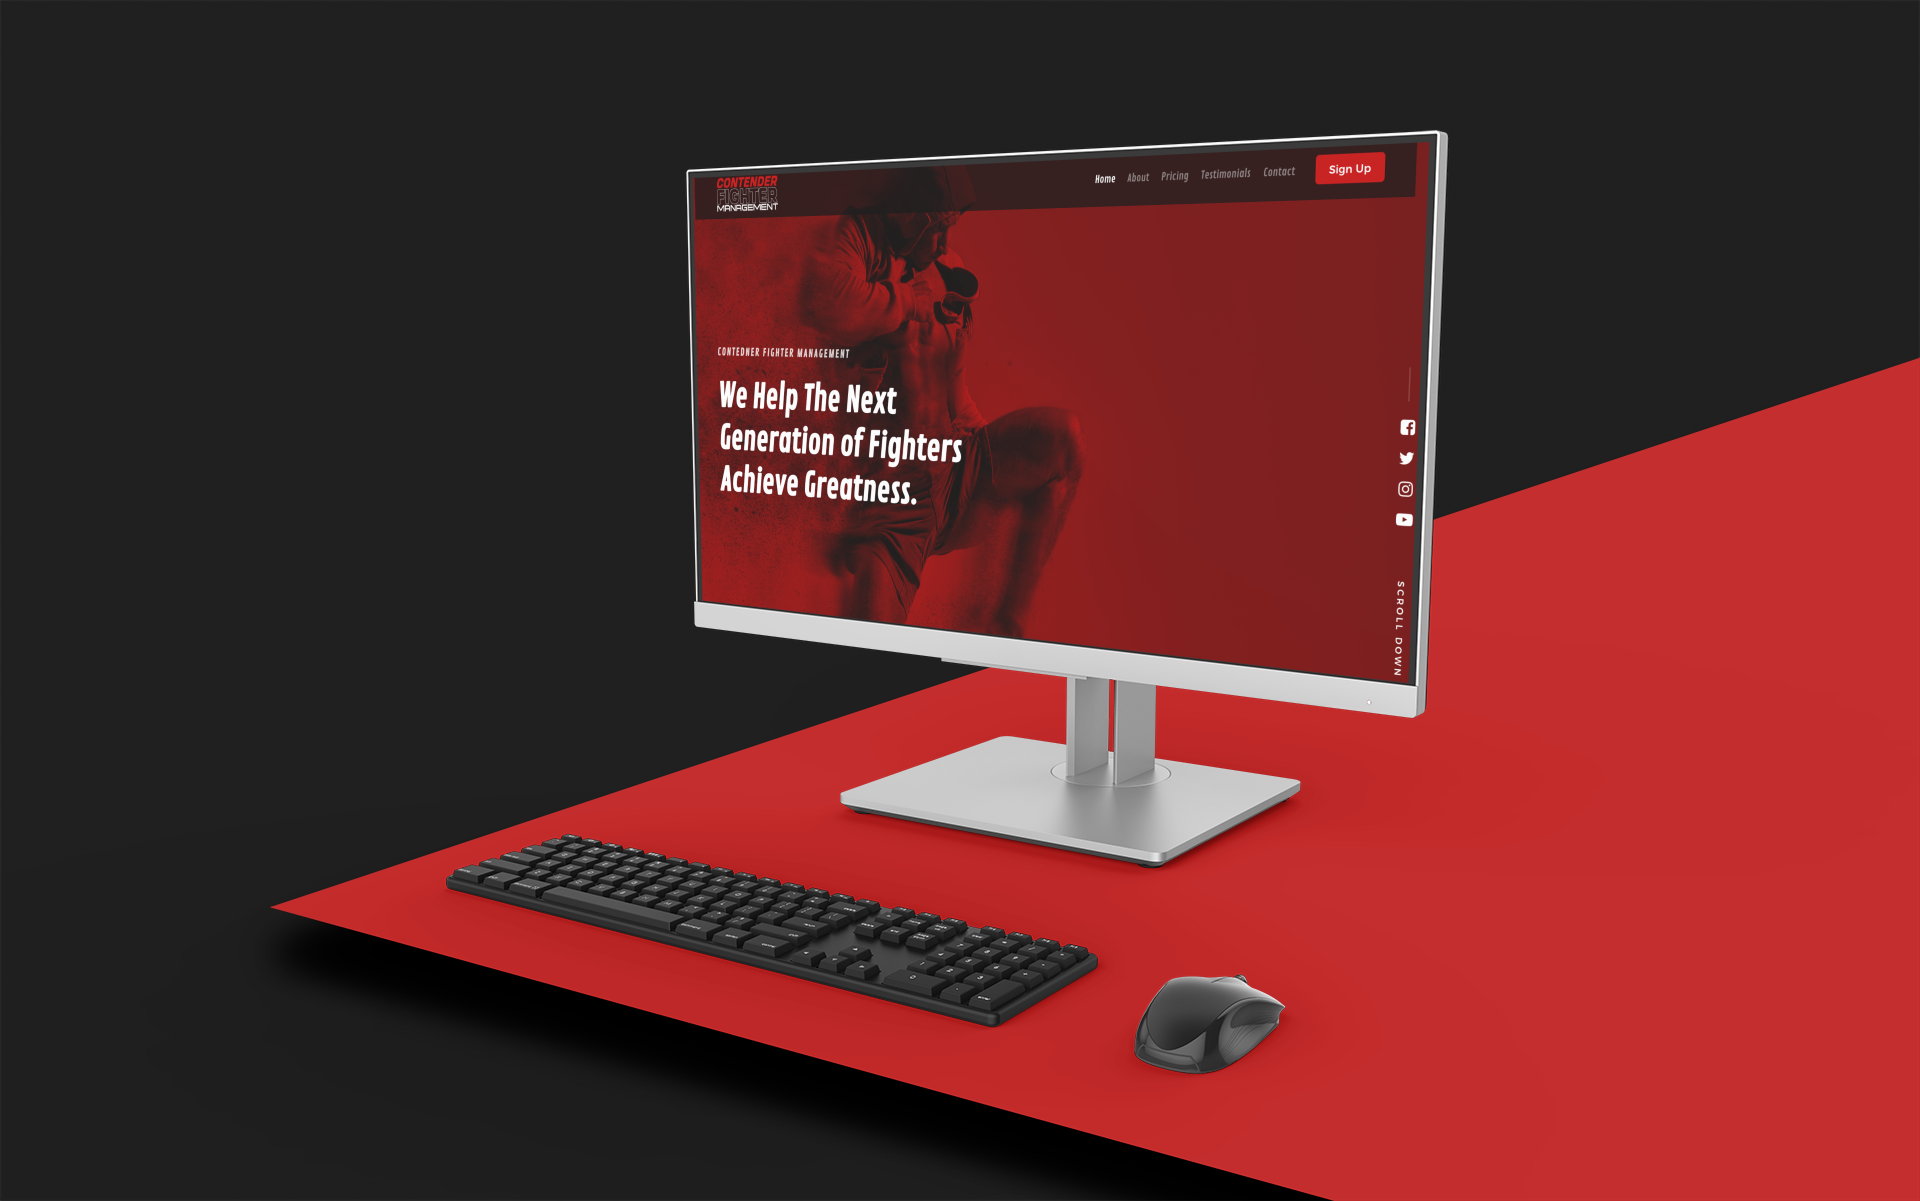 CONTENDER
FIGHTER
MANAGEMENT
Home About Pricing Testimonials Contact Sign Up
CONTEDNER FIGHTER MANAGEMENT
We Help The Next
Generation of Fighters
Achieve Greatness.
SCROLL DOWN